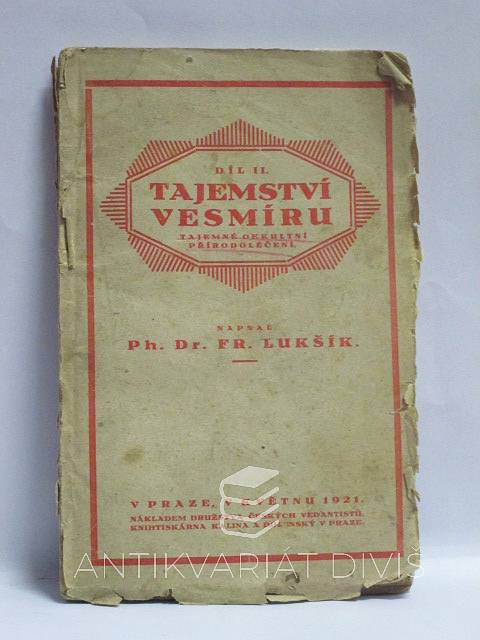 DÍL II.
TAJEMSTVÍ
VESMÍRU
TAJEMNÉ OKKULTNÍ
PŘÍRODOLÉČENÍ.
NAPSAL
Ph. Dr. FR. LUKŠÍK.
V PRAZE, V KVĚTNU 1921.
NÁKLADEM DRUŽSTVA ČESKÝCH VEDANTISTŮ.
KNIHTISKÁRNA KALINA A DOLINSKÝ V PRAZE.
ANTIKVARIÁT DIVIŠ